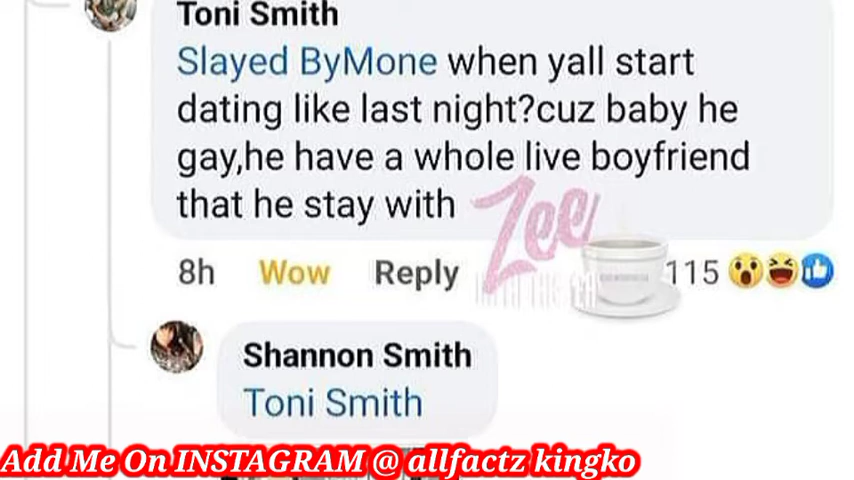 Toni Smith
Slayed ByMone when yall start
dating like last night?cuz baby he
gay,he have a whole live boyfriend
that he stay with
Zee
8h Wow Reply 115
Shannon Smith
Toni Smith
Add Me On INSTAGRAM @ allfactz kingko